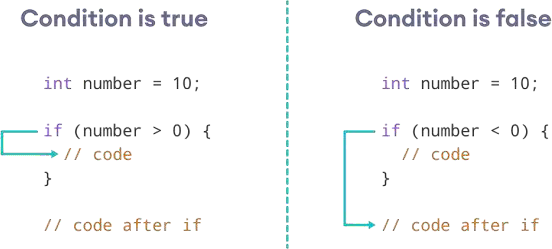 Condition is true
int number = 10;
if (number > 0) {
// code
}
// code after if
Condition is false
int number = 10;
if (number < 0) {
// code
}
// code after if